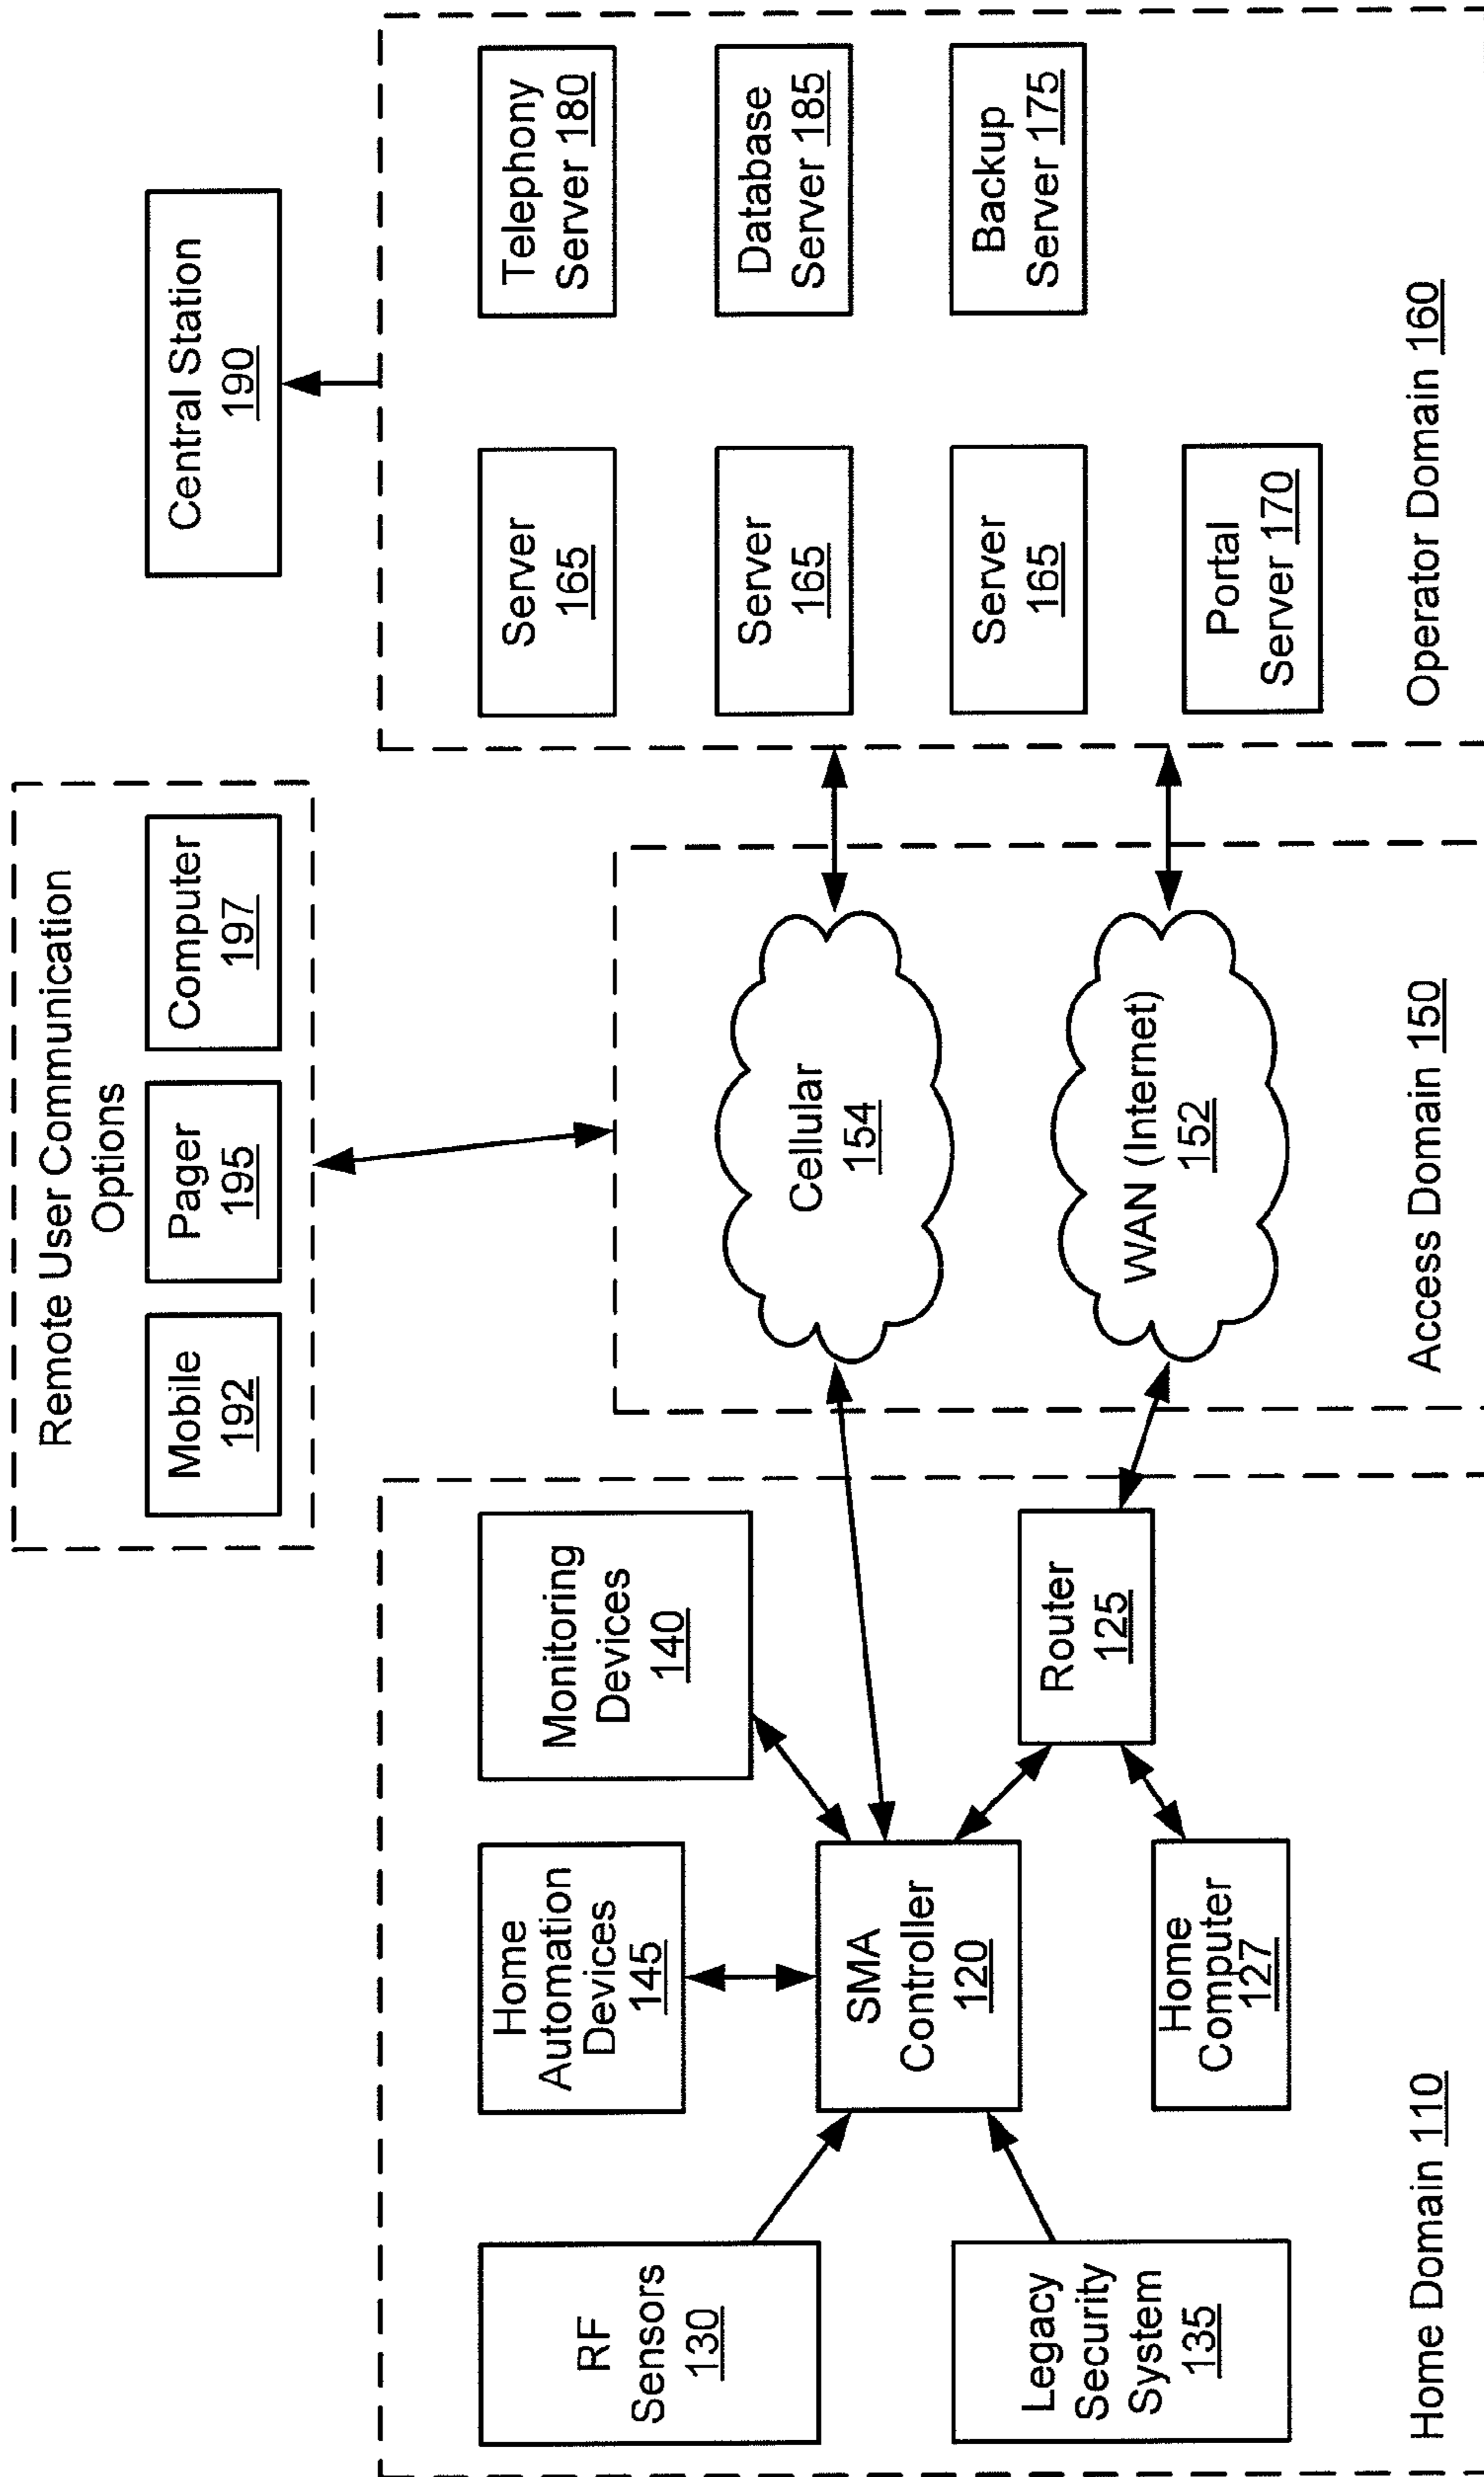 Remote User Communication
Options
Mobile
192
Pager
195
Computer
197
Central Station
190
RF
Sensors
130
Legacy
Security
System
135
Home
Automation
Devices
145
SMA
Controller
120
Home
Computer
127
Monitoring
Devices
140
Router
125
Home Domain 110
Cellular
154
WAN (Internet)
152
Access Domain 150
Server
165
Server
165
Server
165
Portal
Server 170
Telephony
Server 180
Database
Server 185
Backup
Server 175
Operator Domain 160